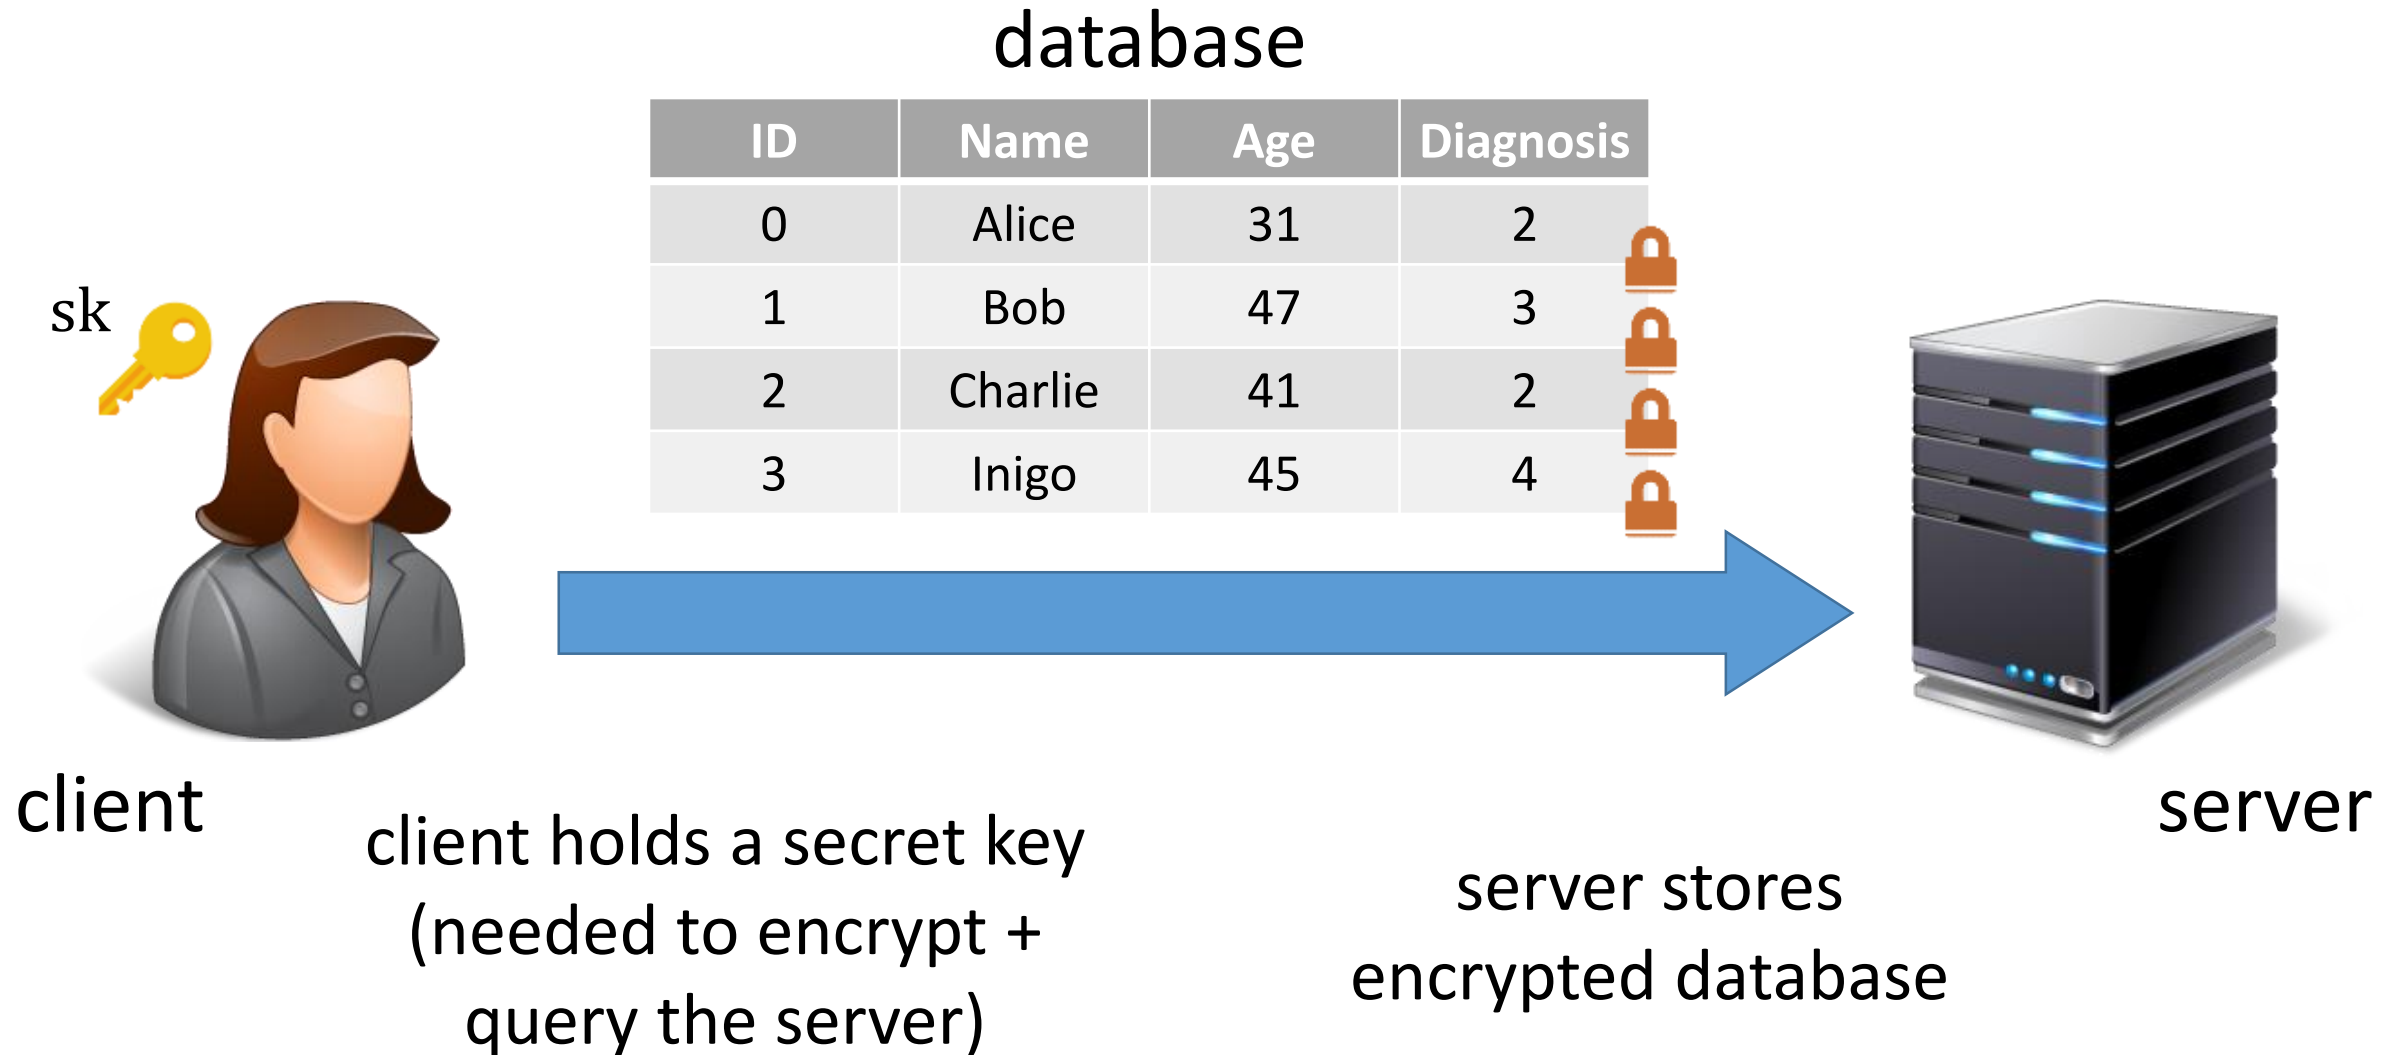 database
ID Name Age Diagnosis
0 Alice 31 2
1 Bob 47 3
2 Charlie 41 2
3 Inigo 45 4
sk
client
server
client holds a secret key
(needed to encrypt +
query the server)
server stores
encrypted database